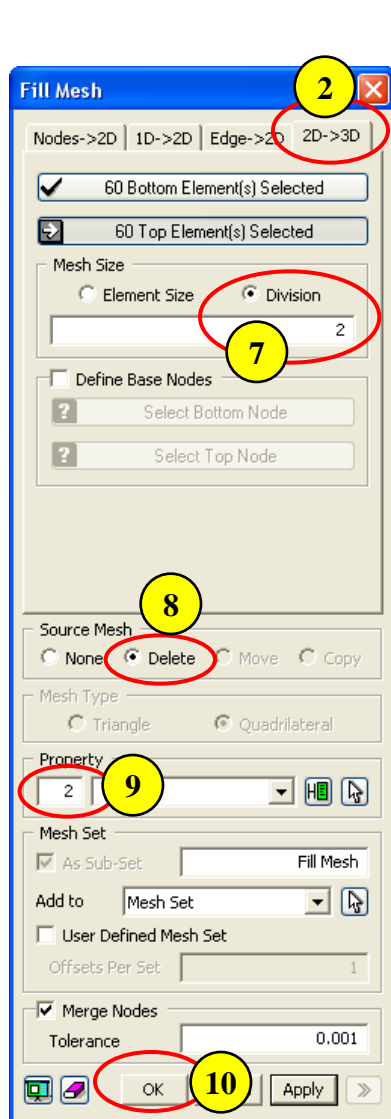 2
Fill Mesh
Nodes->2D 1D->2D Edge->2D 2D->3D
60 Bottom Element(s) Selected
60 Top Element(s) Selected
Mesh Size
Element Size Division
2
7
Define Base Nodes
? Select Bottom Node
? Select Top Node
8
Source Mesh
None Delete Move Copy
Mesh Type
Triangle Quadrilateral
Property
2 9
Mesh Set
As Sub-Set Fill Mesh
Add to Mesh Set
User Defined Mesh Set
Offsets Per Set 1
Merge Nodes
Tolerance 0.001
OK 10 Apply >>